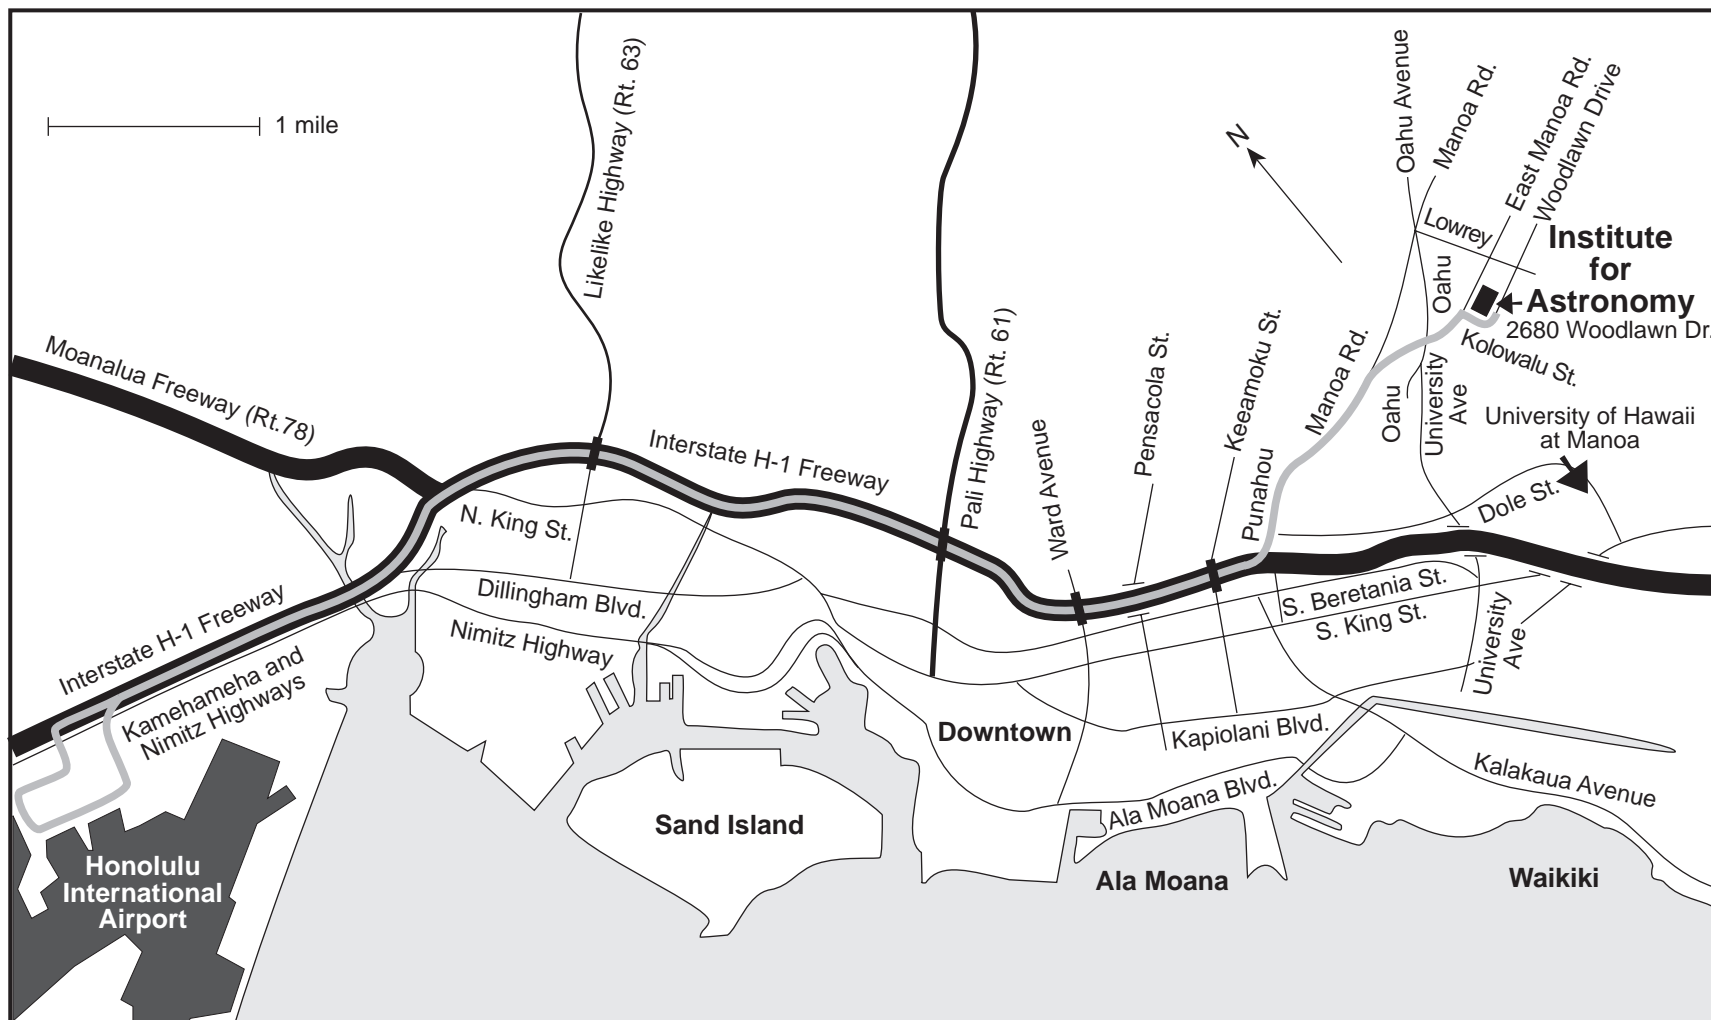 1 mile
Likelike Highway (Rt. 63)
N
Oahu Avenue
Manoa Rd.
East Manoa Rd.
Woodlawn Drive
Lowrey
Oahu
Institute
for
Astronomy
2680 Woodlawn Dr.
Kolowalu St.
Moanalua Freeway (Rt.78)
Interstate H-1 Freeway
Pali Highway (Rt. 61)
Ward Avenue
Pensacola St.
Keeamoku St.
Punahou
Manoa Rd.
Oahu
University
Ave
University of Hawaii
at Manoa
Dole St.
N. King St.
Dillingham Blvd.
Nimitz Highway
Interstate H-1 Freeway
Kamehameha and
Nimitz Highways
S. Beretania St.
S. King St.
University
Ave
Downtown
Kapiolani Blvd.
Ala Moana Blvd.
Kalakaua Avenue
Sand Island
Honolulu
International
Airport
Ala Moana
Waikiki